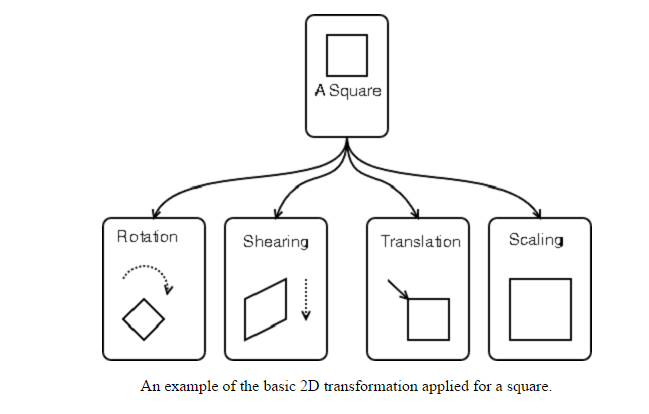 A Square
Rotation
Shearing
Translation
Scaling
An example of the basic 2D transformation applied for a square.